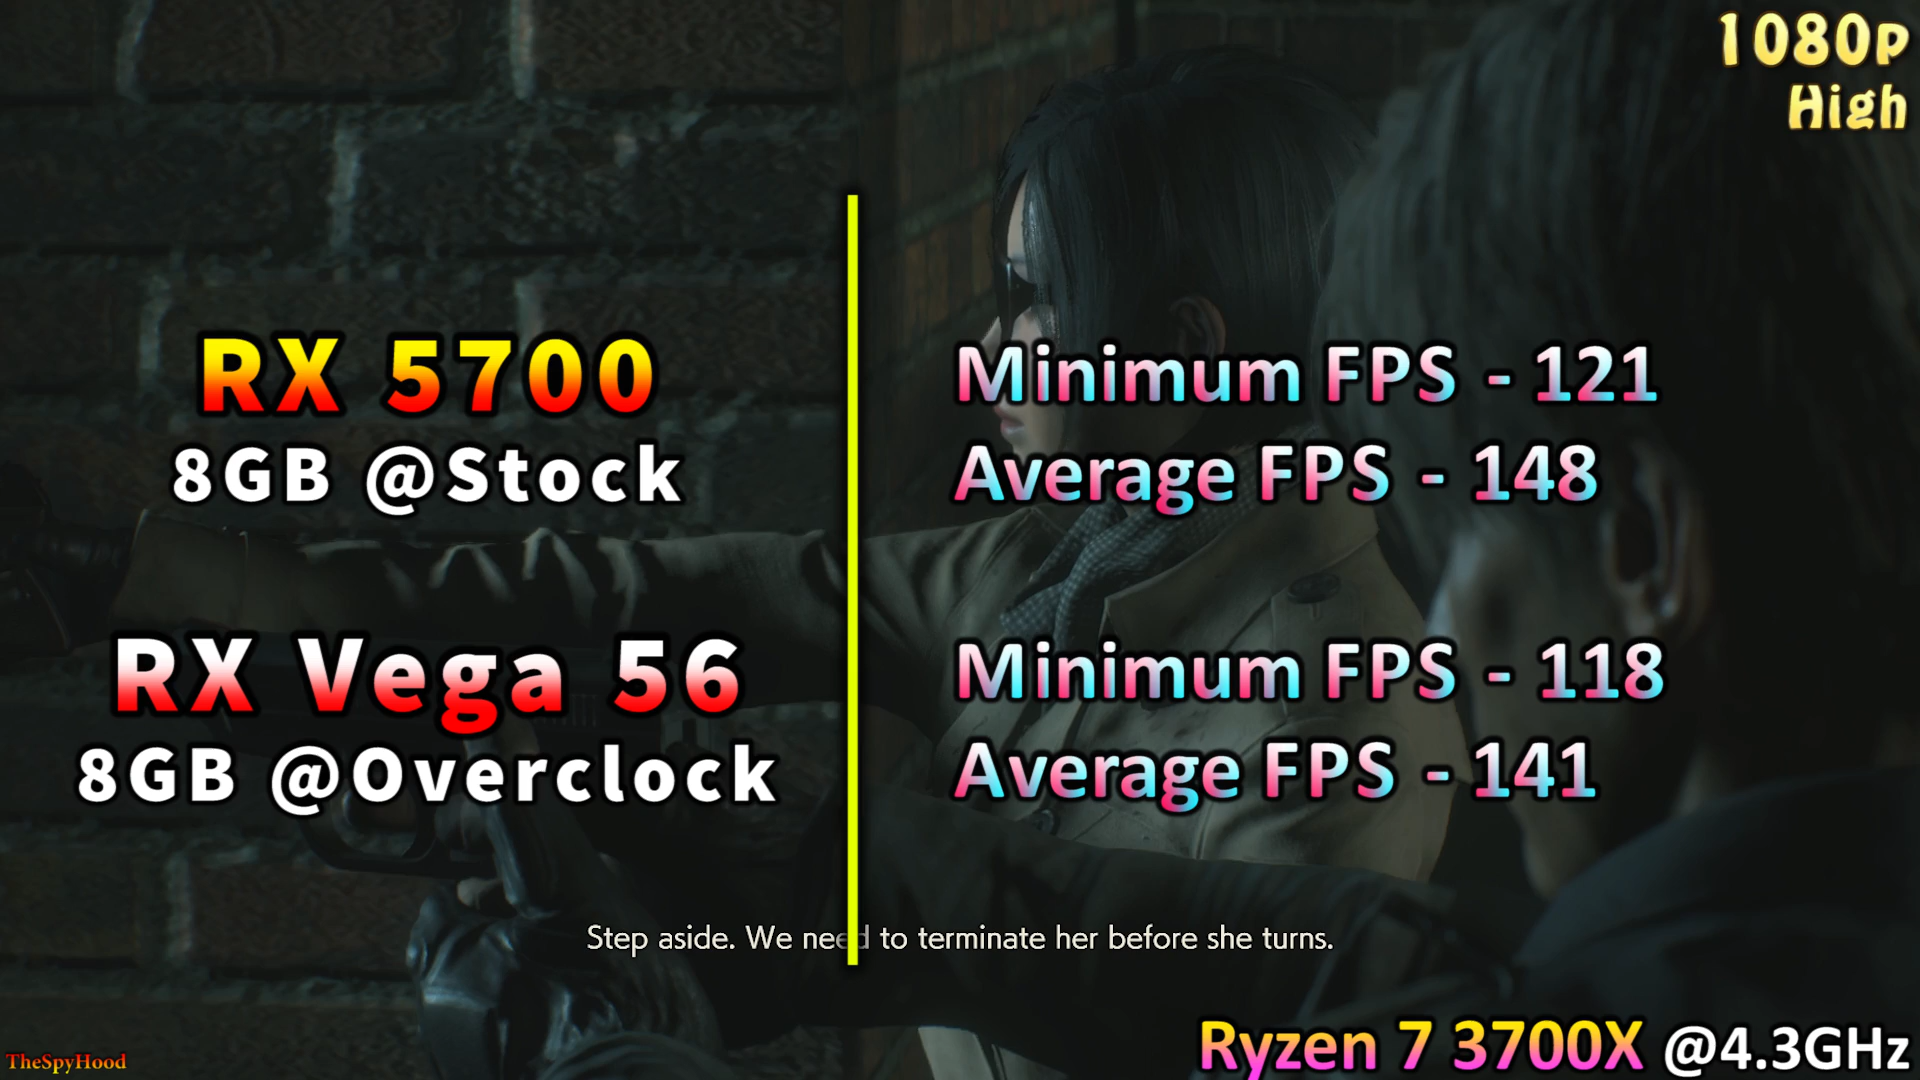 1080p
High
RX 5700
8GB @Stock
Minimum FPS - 121
Average FPS - 148
RX Vega 56
8GB @Overclock
Minimum FPS - 118
Average FPS - 141
Step aside. We need to terminate her before she turns.
Ryzen 7 3700X @4.3GHz
TheSpyHood